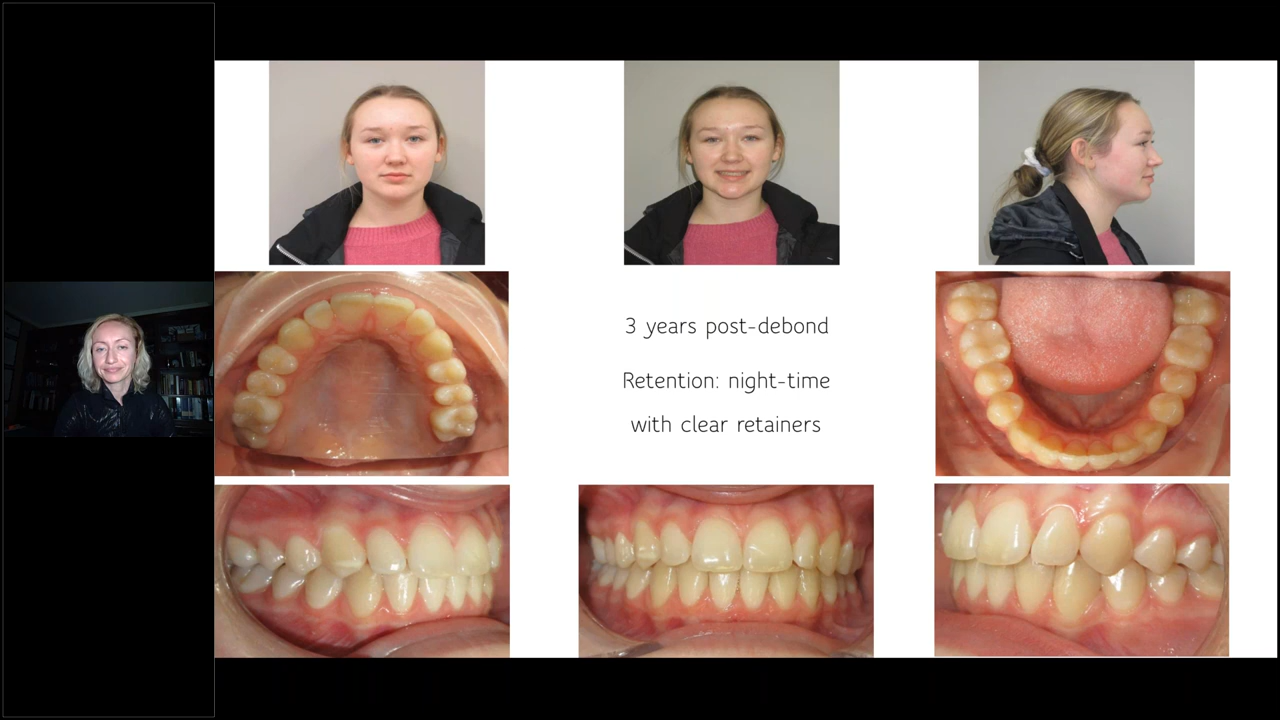 3 years post-debond
Retention: night-time
with clear retainers